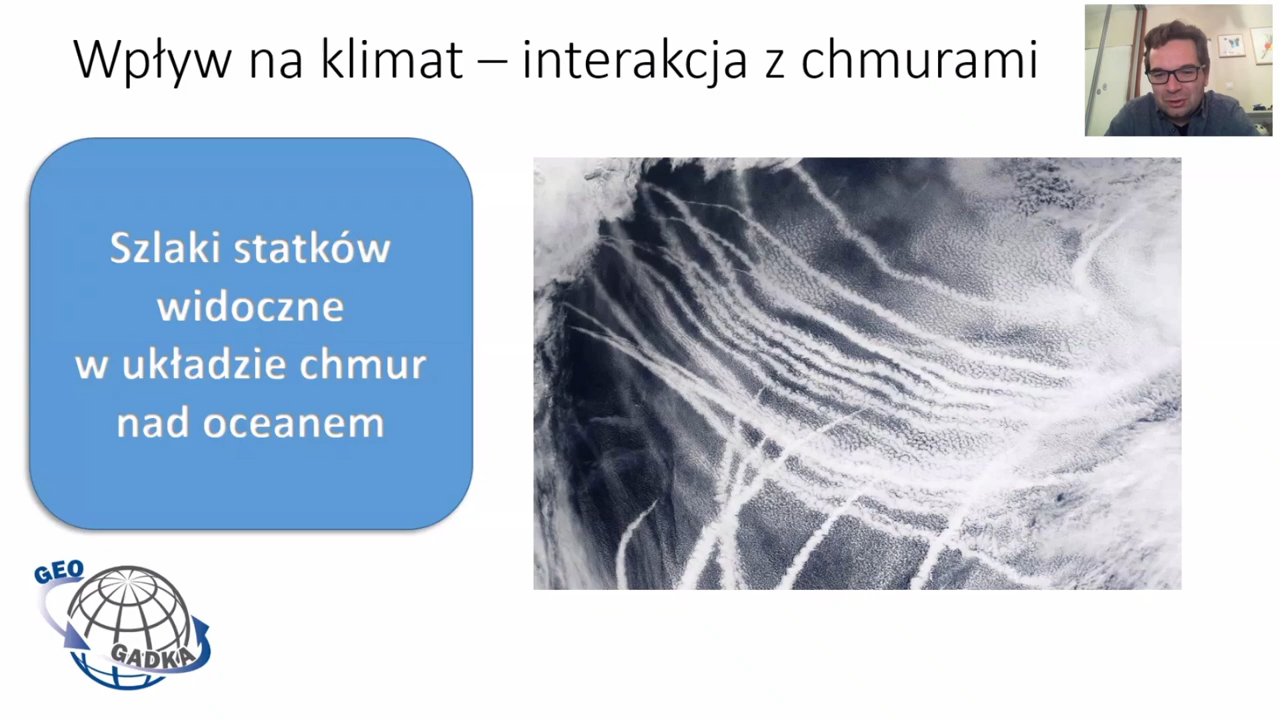 Wpływ na klimat – interakcja z chmurami
Szlaki statków
widoczne
w układzie chmur
nad oceanem
GEO
GADKA